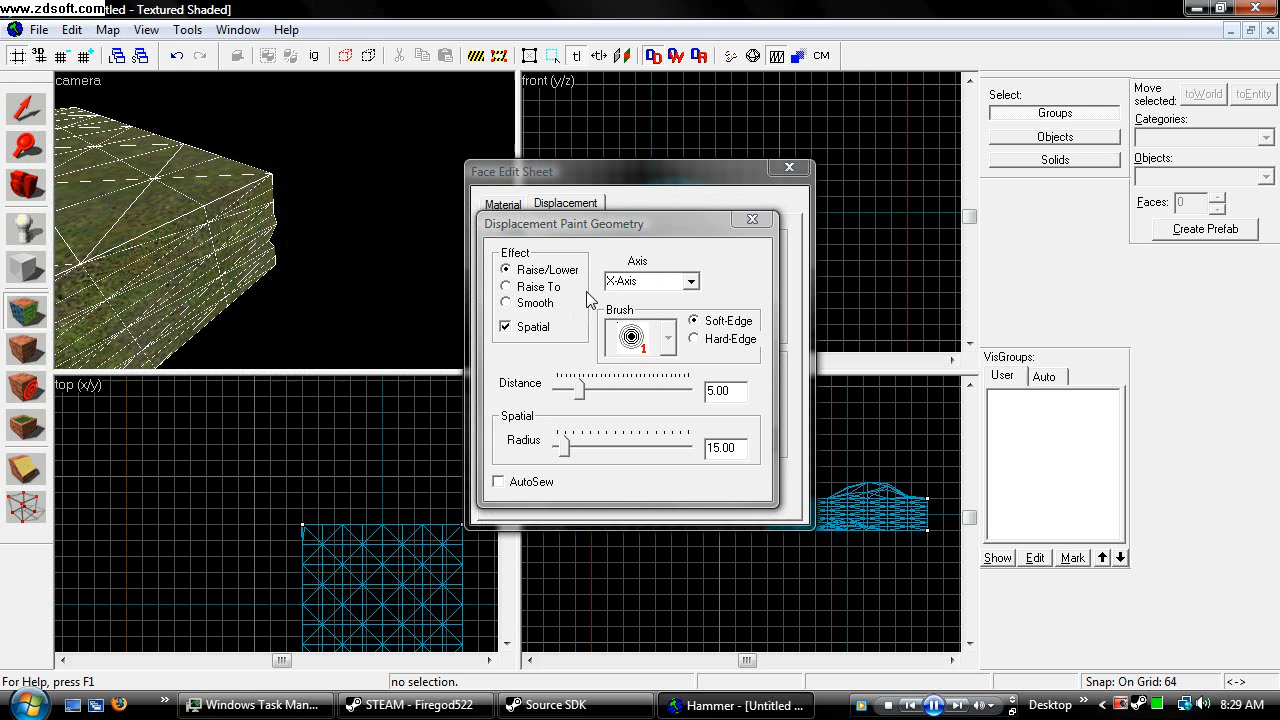 www.zdsoft.com tled - Textured Shaded]
File Edit Map View Tools Window Help
3D ig tl CM
camera
front (y/z)
top (x/y)
Face Edit Sheet
Material Displacement
Displacement Paint Geometry
Effect
Raise/Lower
Raise To
Smooth
Spatial
Axis
X-Axis
Brush
1
Soft-Edge
Hard-Edge
Distance 5.00
Spatial
Radius 15.00
AutoSew
Select:
Groups
Objects
Solids
Move
selected:
toWorld toEntity
Categories:
Objects:
Faces: 0
Create Prefab
VisGroups:
User Auto
Show Edit Mark
For Help, press F1 no selection. Snap: On Grid: 64 <->
Windows Task Man... STEAM - Firegod522 Source SDK Hammer - [Untitled ... Desktop 8:29 AM